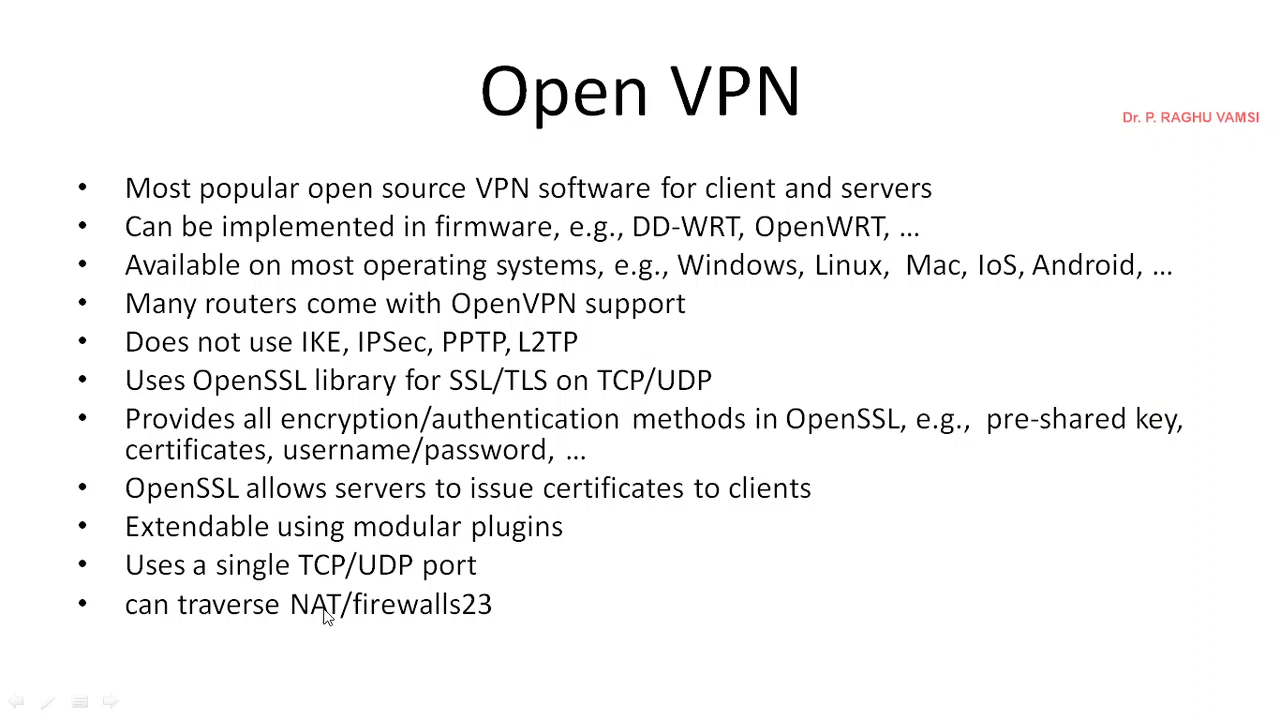 Open VPN
Dr. P. RAGHU VAMSI
• Most popular open source VPN software for client and servers
• Can be implemented in firmware, e.g., DD-WRT, OpenWRT, ...
• Available on most operating systems, e.g., Windows, Linux,  Mac, IoS, Android, ...
• Many routers come with OpenVPN support
• Does not use IKE, IPSec, PPTP, L2TP
• Uses OpenSSL library for SSL/TLS on TCP/UDP
• Provides all encryption/authentication methods in OpenSSL, e.g.,  pre-shared key,
certificates, username/password, ...
• OpenSSL allows servers to issue certificates to clients
• Extendable using modular plugins
• Uses a single TCP/UDP port
• can traverse NAT/firewalls23